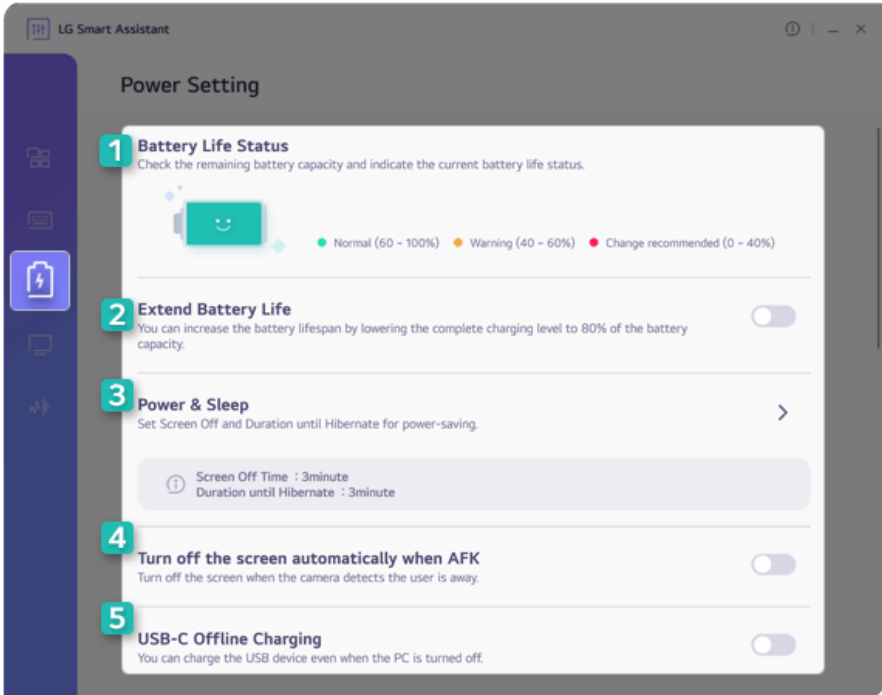 LG Smart Assistant
Power Setting
1
Battery Life Status
Check the remaining battery capacity and indicate the current battery life status.
Normal (60 ~ 100%) Warning (40 ~ 60%) Change recommended (0 ~ 40%)
2
Extend Battery Life
You can increase the battery lifespan by lowering the complete charging level to 80% of the battery
capacity.
3
Power & Sleep
Set Screen Off and Duration until Hibernate for power-saving.
Screen Off Time : 3minute
Duration until Hibernate : 3minute
4
Turn off the screen automatically when AFK
Turn off the screen when the camera detects the user is away.
5
USB-C Offline Charging
You can charge the USB device even when the PC is turned off.